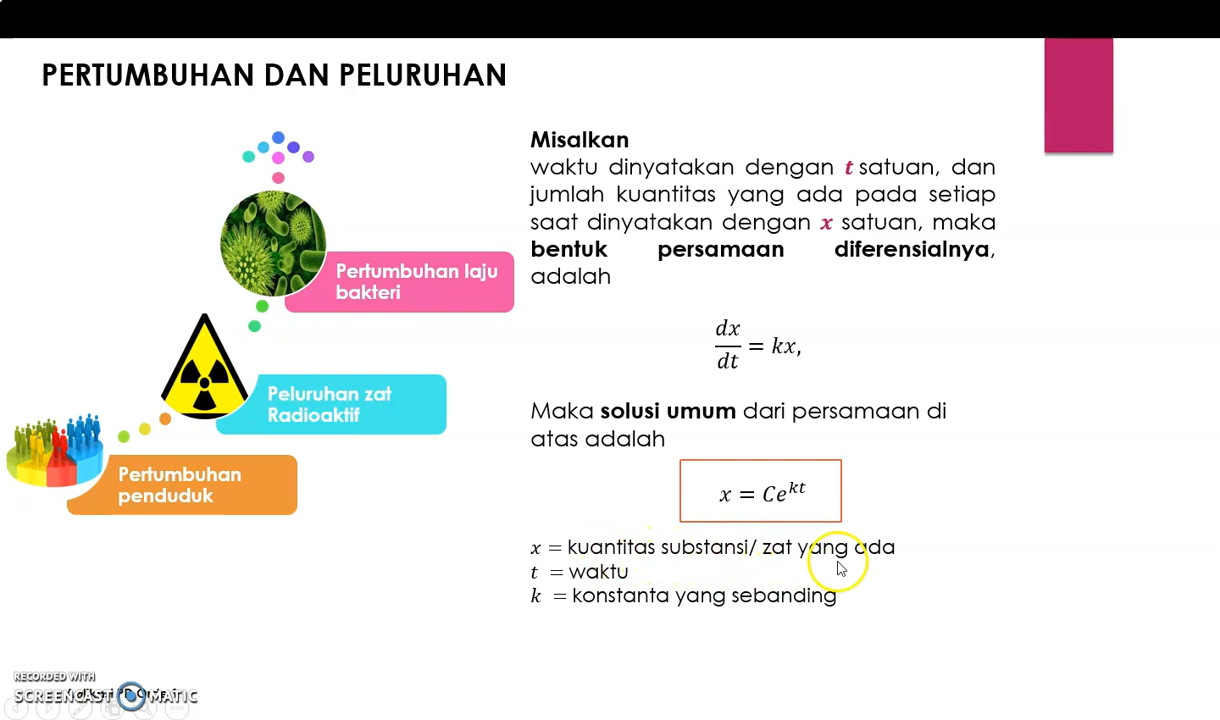 PERTUMBUHAN DAN PELURUHAN
Pertumbuhan laju
bakteri
Peluruhan zat
Radioaktif
Pertumbuhan
penduduk
Misalkan
waktu dinyatakan dengan t satuan, dan
jumlah kuantitas yang ada pada setiap
saat dinyatakan dengan x satuan, maka
bentuk persamaan diferensialnya,
adalah
dx/dt = kx,
Maka solusi umum dari persamaan di
atas adalah
x = Ce^{kt}
x = kuantitas substansi/ zat yang ada
t = waktu
k = konstanta yang sebanding
RECORDED WITH
SCREENCAST MATIC